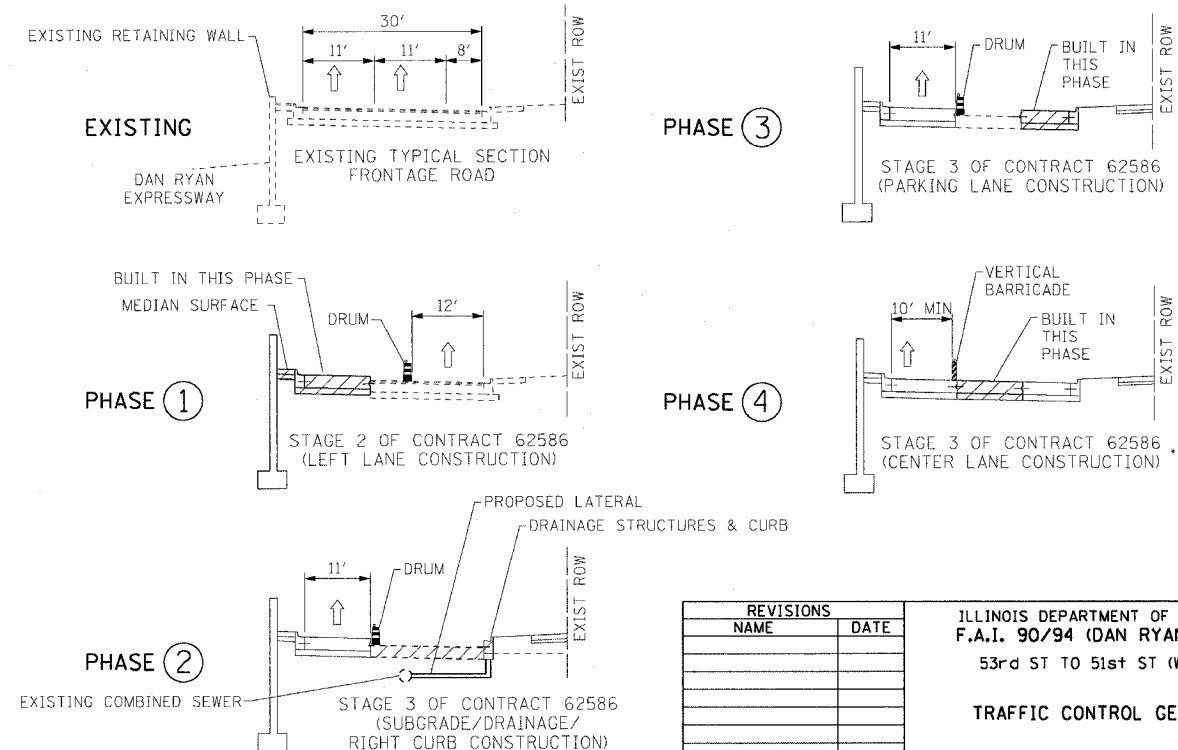 30'
EXISTING RETAINING WALL
11'
11'
8'
EXIST ROW
EXISTING
EXISTING TYPICAL SECTION
FRONTAGE ROAD
DAN RYAN
EXPRESSWAY
BUILT IN THIS PHASE
MEDIAN SURFACE
DRUM
12'
EXIST ROW
PHASE 1
STAGE 2 OF CONTRACT 62586
(LEFT LANE CONSTRUCTION)
PROPOSED LATERAL
DRAINAGE STRUCTURES & CURB
11'
DRUM
EXIST ROW
PHASE 2
EXISTING COMBINED SEWER
STAGE 3 OF CONTRACT 62586
(SUBGRADE/DRAINAGE/
RIGHT CURB CONSTRUCTION)
11'
DRUM
BUILT IN
THIS
PHASE
EXIST ROW
PHASE 3
STAGE 3 OF CONTRACT 62586
(PARKING LANE CONSTRUCTION)
VERTICAL
BARRICADE
10' MIN
BUILT IN
THIS
PHASE
EXIST ROW
PHASE 4
STAGE 3 OF CONTRACT 62586
(CENTER LANE CONSTRUCTION)
REVISIONS
NAME DATE
ILLINOIS DEPARTMENT OF
F.A.I. 90/94 (DAN RYAN
53rd ST TO 51st ST (W
TRAFFIC CONTROL GE